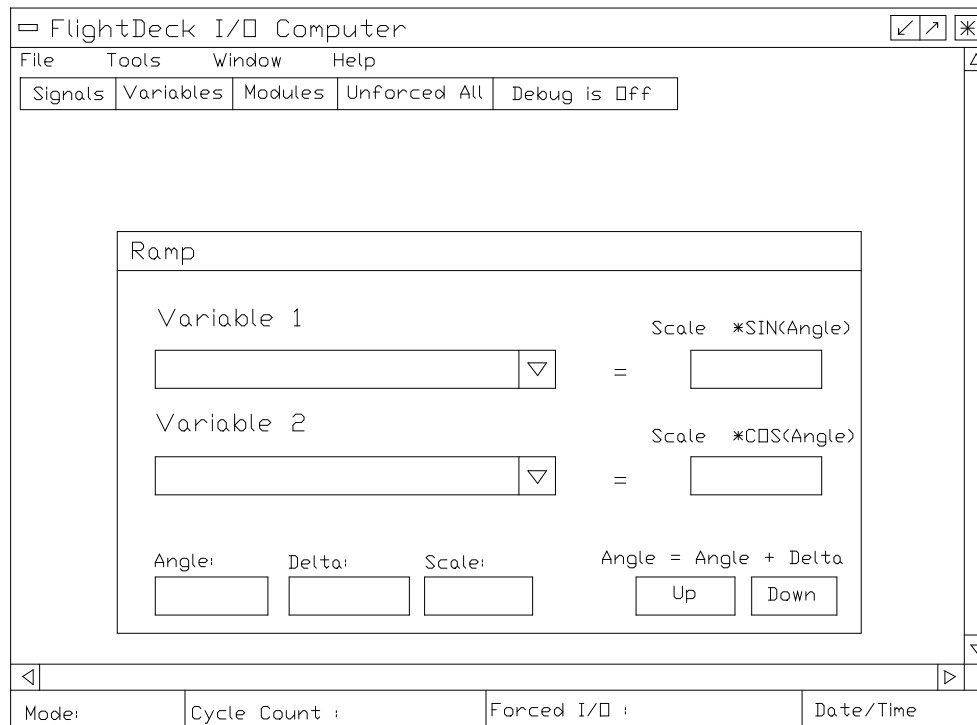 FlightDeck I/O Computer
File Tools Window Help
Signals Variables Modules Unforced All Debug is Off
Ramp
Variable 1
Scale *SIN(Angle)
=
Variable 2
Scale *COS(Angle)
=
Angle: Delta: Scale: Angle = Angle + Delta
Up Down
Mode: Cycle Count : Forced I/O : Date/Time